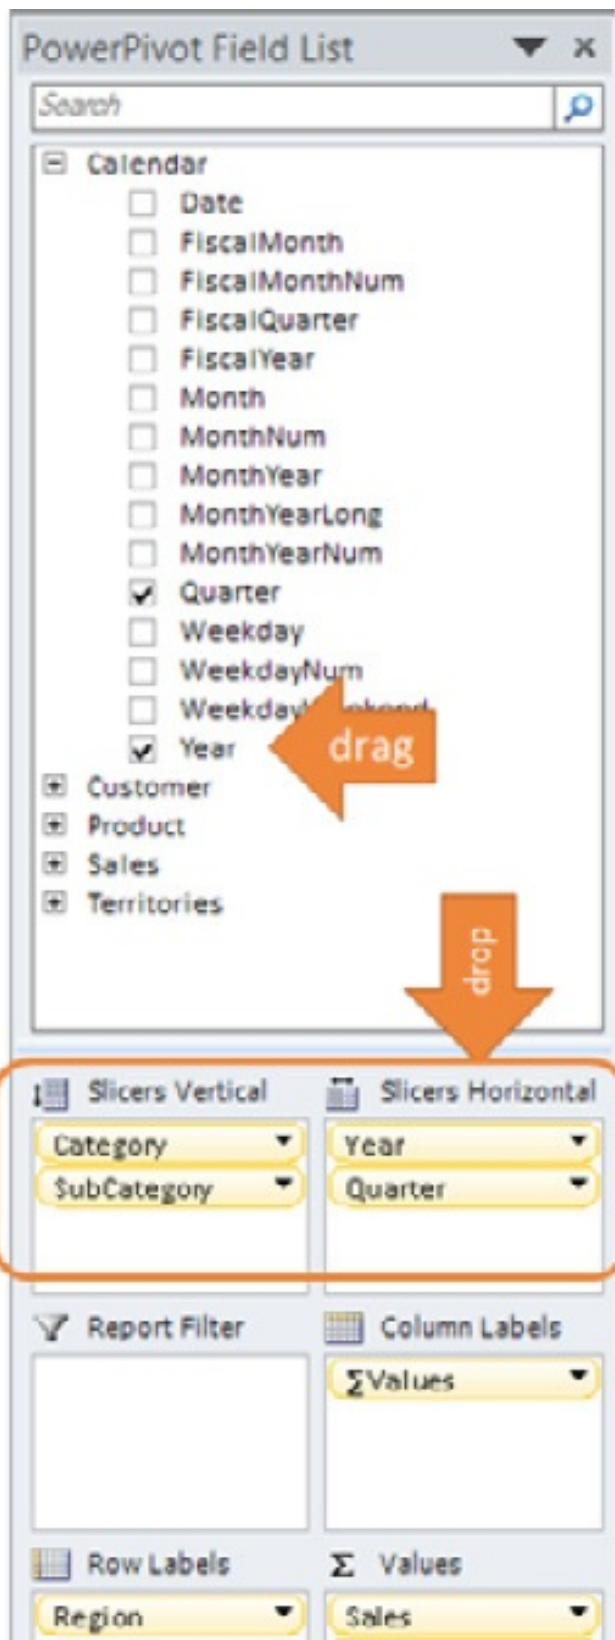 PowerPivot Field List
Search
Calendar
Date
FiscalMonth
FiscalMonthNum
FiscalQuarter
FiscalYear
Month
MonthNum
MonthYear
MonthYearLong
MonthYearNum
Quarter
Weekday
WeekdayNum
Year
drag
Customer
Product
Sales
Territories
drop
Slicers Vertical
Slicers Horizontal
Category
Year
SubCategory
Quarter
Report Filter
Column Labels
ΣValues
Row Labels
Σ Values
Region
Sales